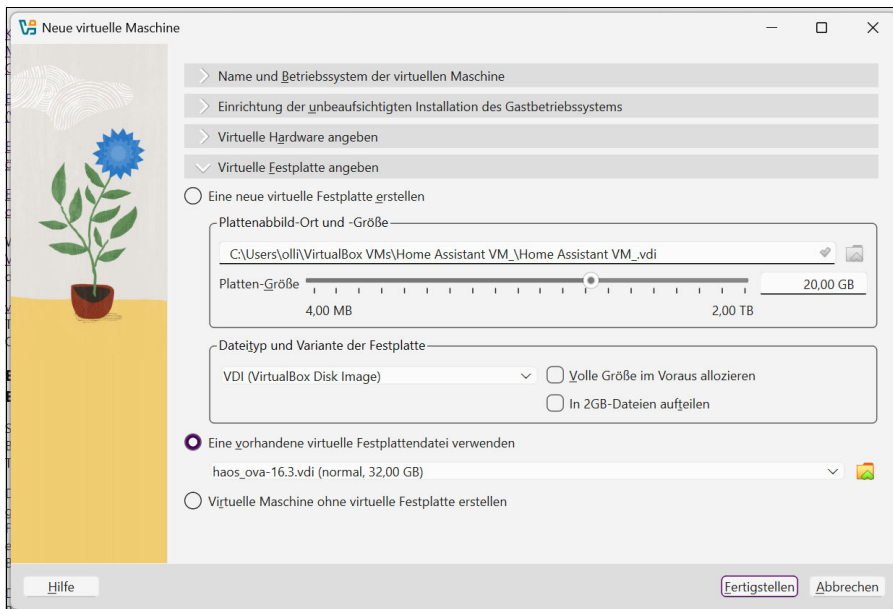 Neue virtuelle Maschine
Name und Betriebssystem der virtuellen Maschine
Einrichtung der unbeaufsichtigten Installation des Gastbetriebssystems
Virtuelle Hardware angeben
Virtuelle Festplatte angeben
Eine neue virtuelle Festplatte erstellen
Plattenabbild-Ort und -Größe
C:\Users\olli\VirtualBox VMs\Home Assistant VM_\Home Assistant VM_.vdi
Platten-Größe 20,00 GB
4,00 MB 2,00 TB
Dateityp und Variante der Festplatte
VDI (VirtualBox Disk Image) Volle Größe im Voraus allozieren
In 2GB-Dateien aufteilen
Eine vorhandene virtuelle Festplattendatei verwenden
haos_ova-16.3.vdi (normal, 32,00 GB)
Virtuelle Maschine ohne virtuelle Festplatte erstellen
Hilfe Fertigstellen Abbrechen